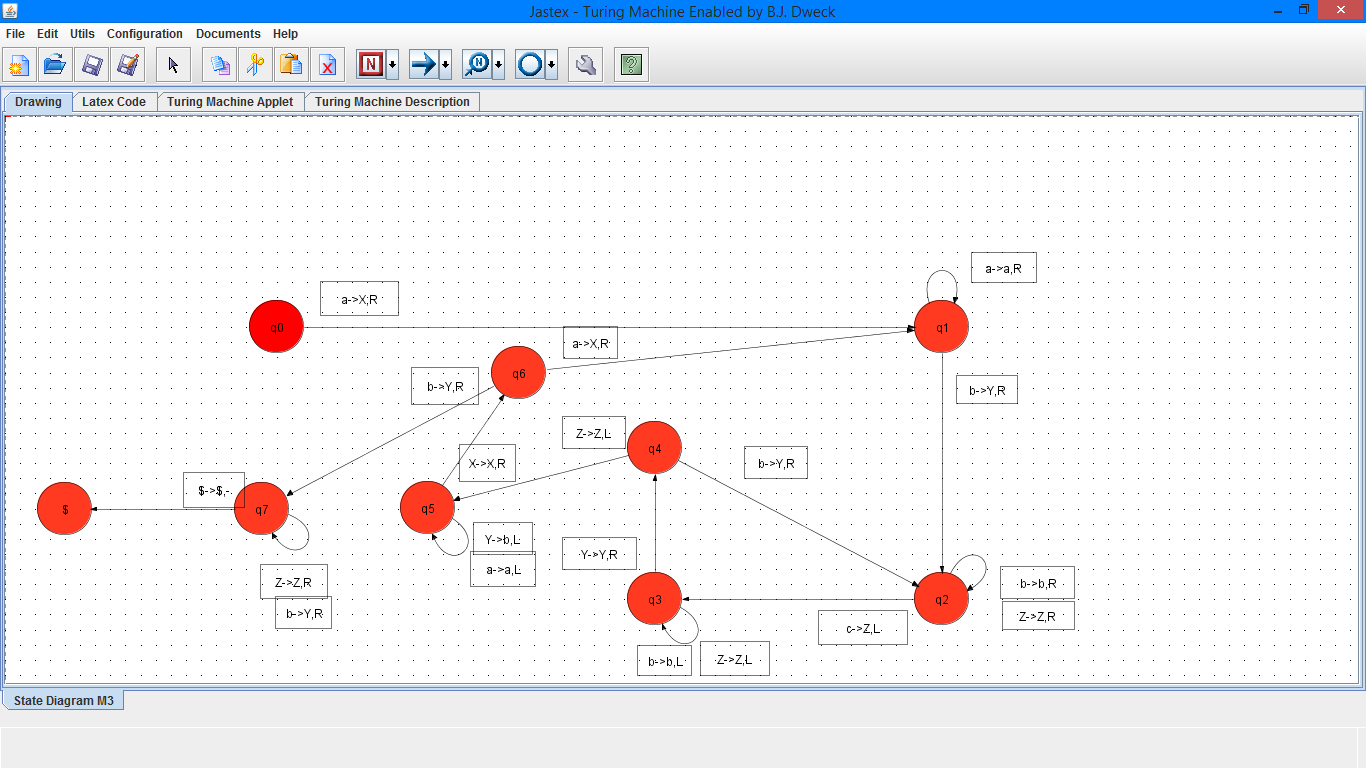 Jastex - Turing Machine Enabled by B.J. Dweck
File Edit Utils Configuration Documents Help
N N ?
Drawing Latex Code Turing Machine Applet Turing Machine Description
a->a,R
a->X,R
q0
q1
a->X,R
q6
b->Y,R
b->Y,R
Z->Z,L
q4
X->X,R
b->Y,R
$->$,-
$
q7
q5
Y->b,L
a->a,L
Y->Y,R
Z->Z,R
b->b,R
q3
q2
b->Y,R
Z->Z,R
c->Z,L
b->b,L
Z->Z,L
State Diagram M3